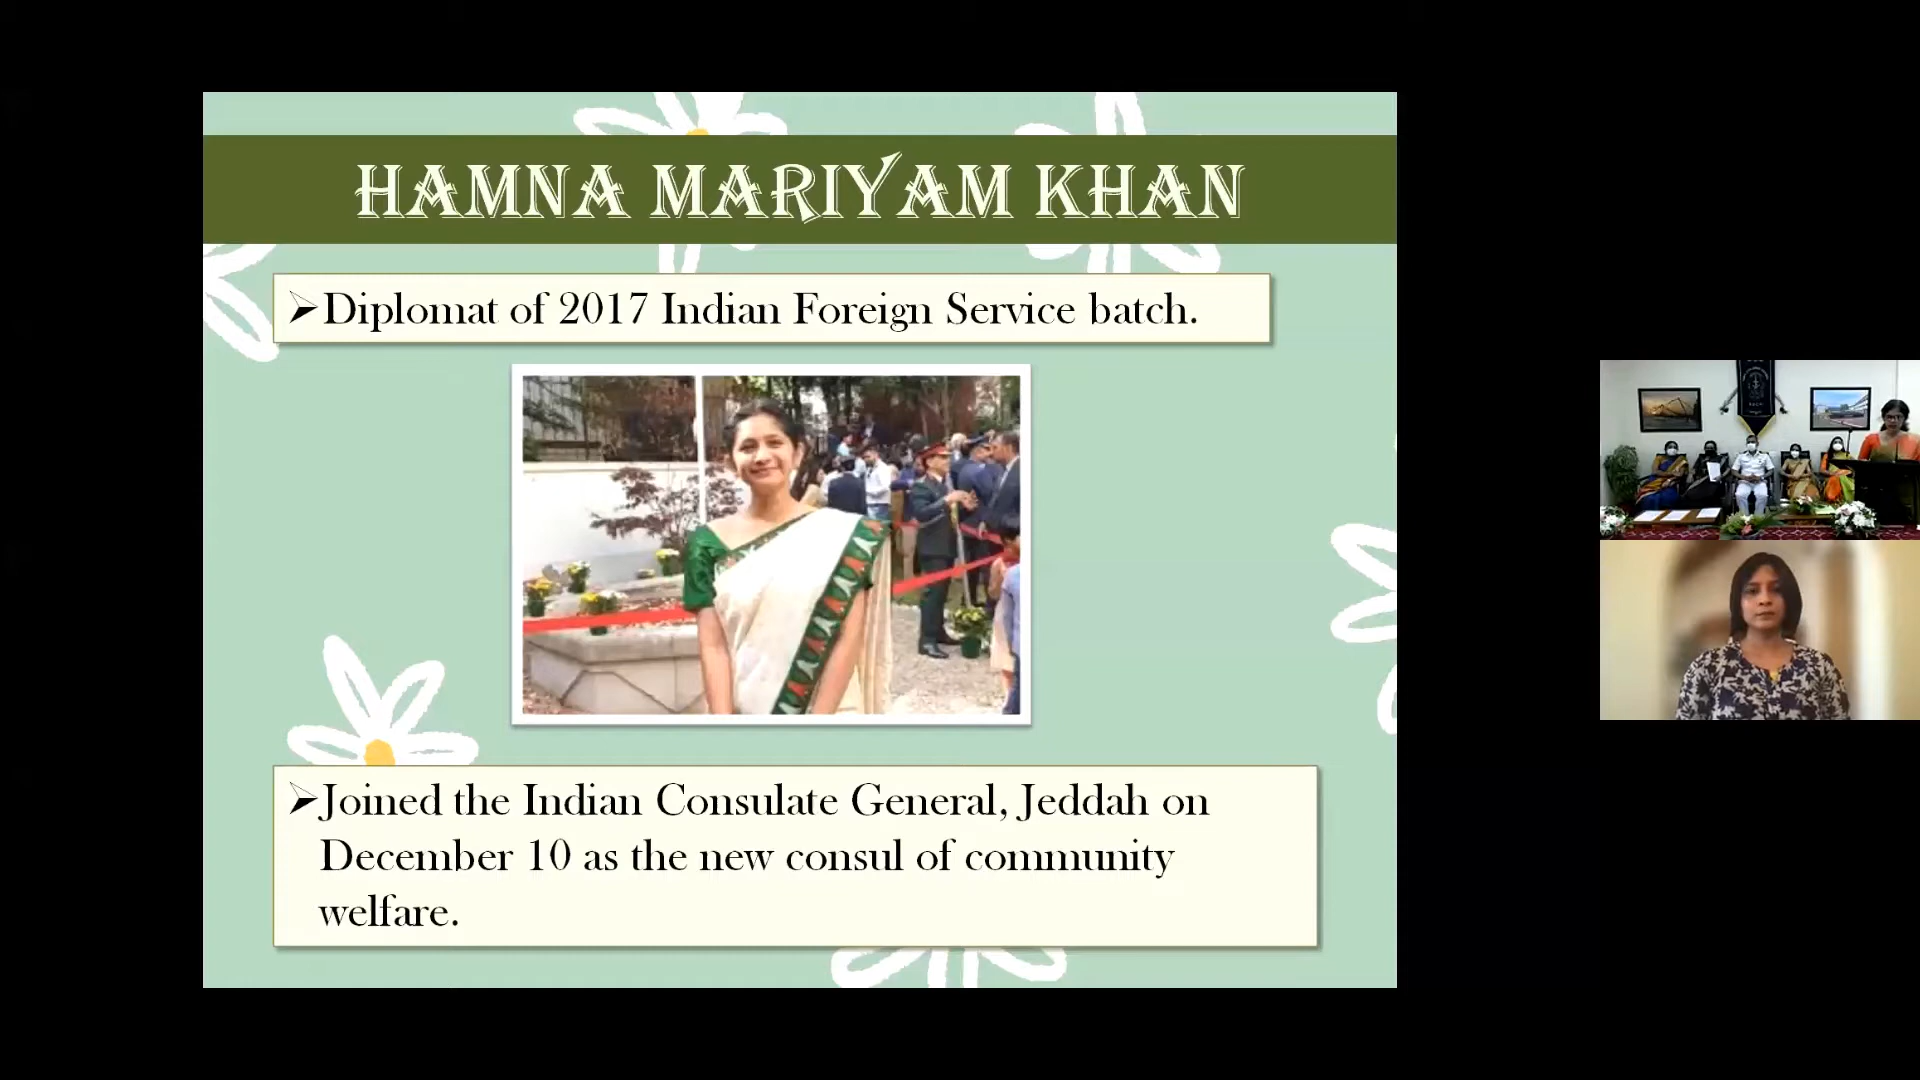 HAMNA MARIYAM KHAN
➢Diplomat of 2017 Indian Foreign Service batch.
➢Joined the Indian Consulate General, Jeddah on
December 10 as the new consul of community
welfare.